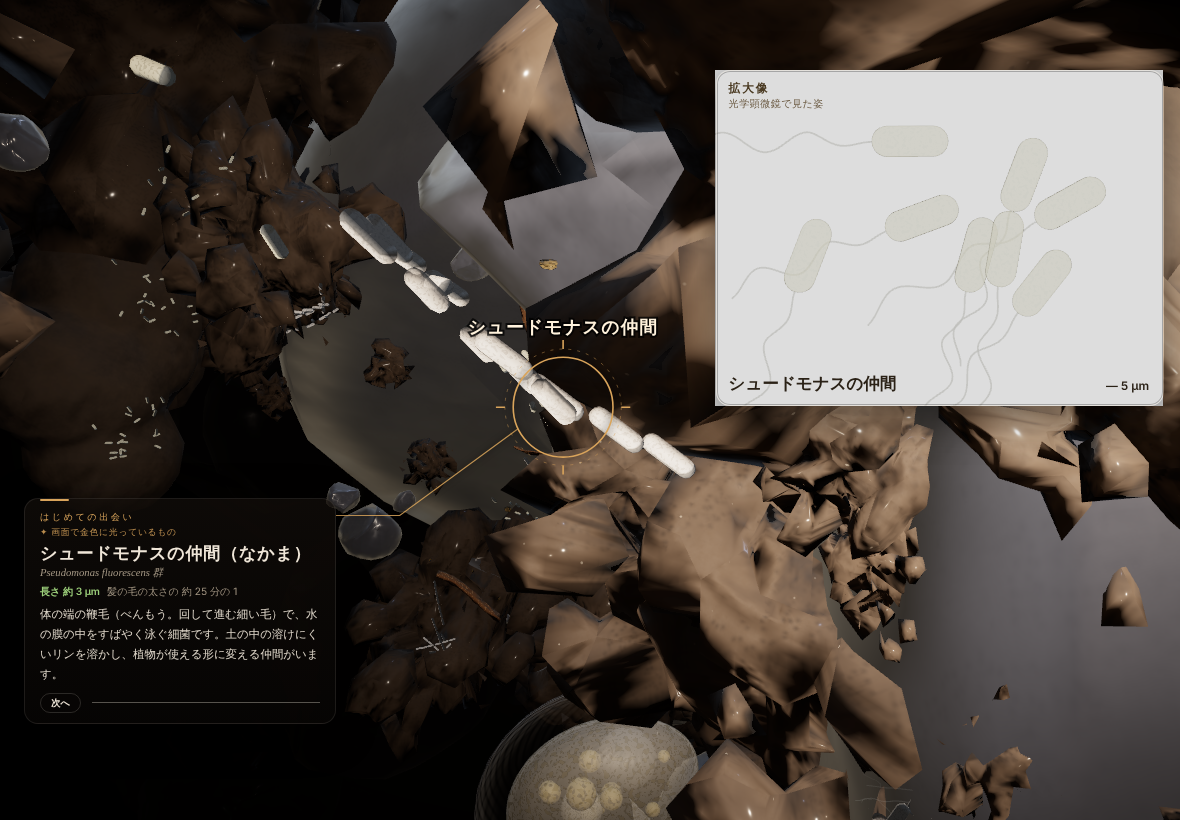 拡大像
光学顕微鏡で見た姿
シュードモナスの仲間
シュードモナスの仲間
5 µm
はじめての出会い
✦ 画面で金色に光っているもの
シュードモナスの仲間（なかま）
Pseudomonas fluorescens 群
長さ 約 3 µm 髪の毛の太さの 約 25 分の 1
体の端の鞭毛（べんもう。回して進む細い毛）で、水
の膜の中をすばやく泳ぐ細菌です。土の中の溶けにく
いリンを溶かし、植物が使える形に変える仲間がいま
す。
次へ